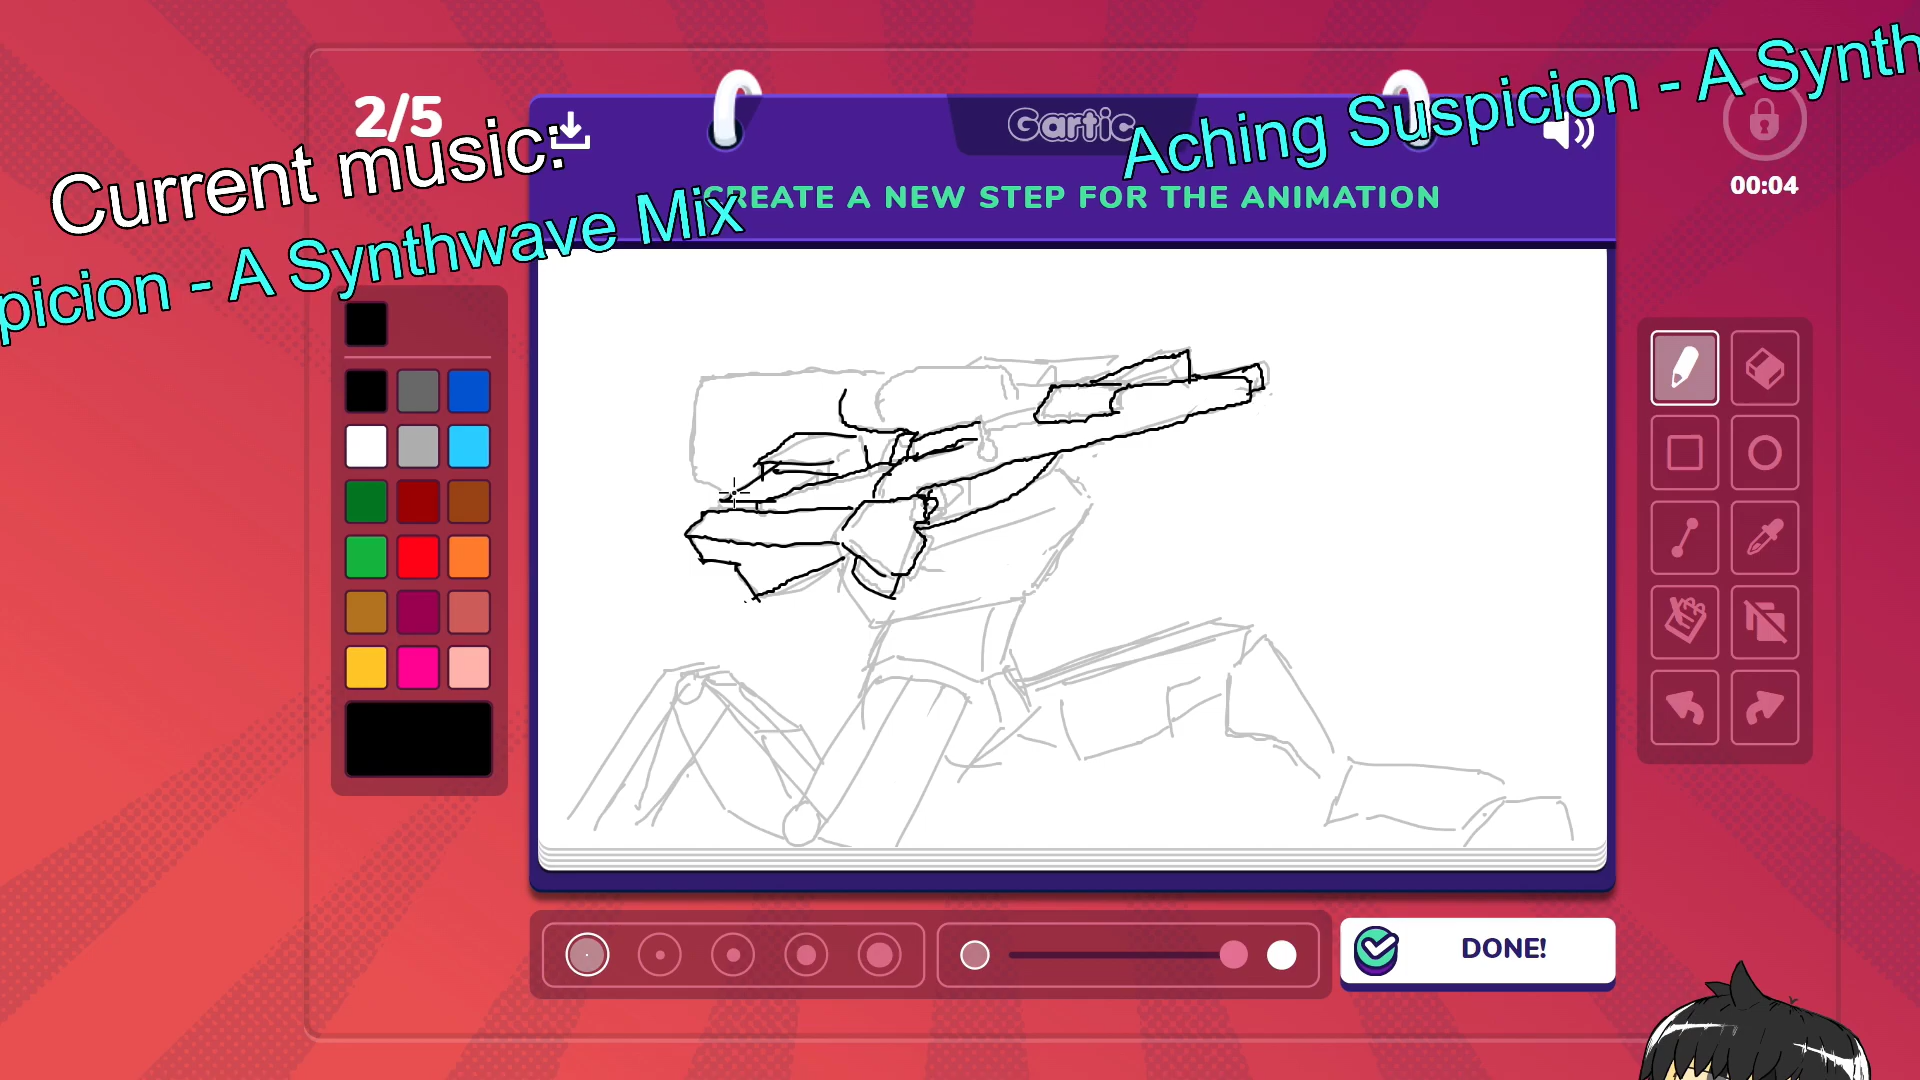 2/5
Current music:
picion - A Synthwave Mix
Gartic
Aching Suspicion - A Synth
CREATE A NEW STEP FOR THE ANIMATION
00:04
DONE!